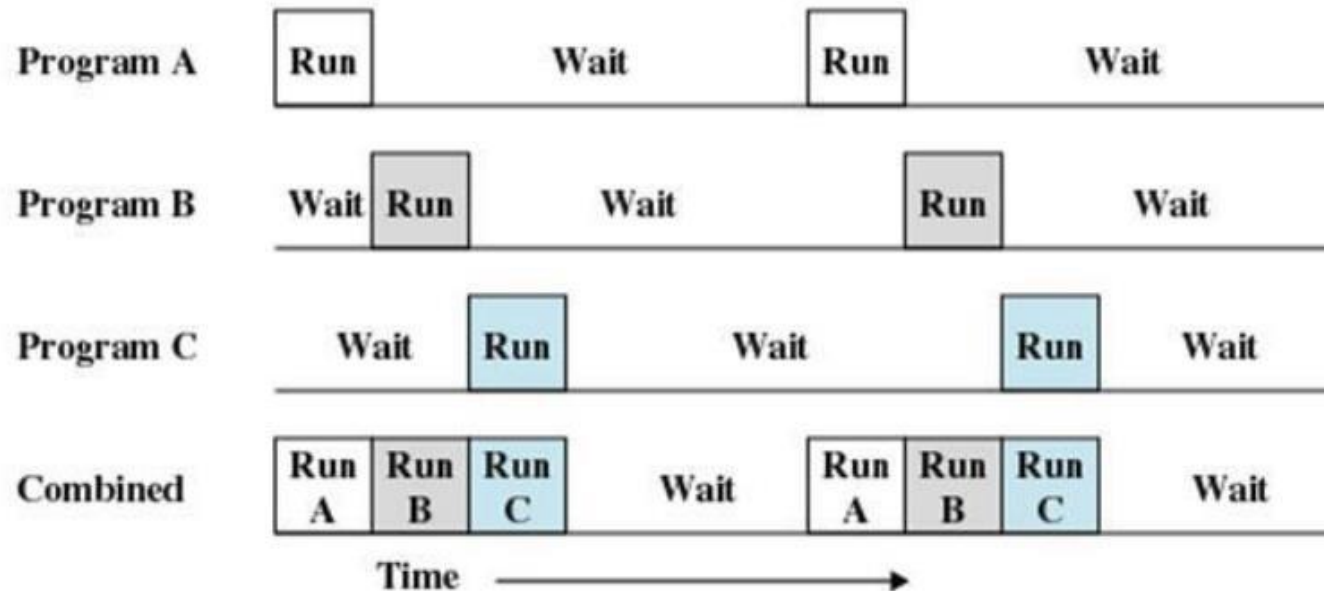 Program A Run Wait Run Wait
Program B Wait Run Wait Run Wait
Program C Wait Run Wait Run Wait
Combined Run A Run B Run C Wait Run A Run B Run C Wait
Time